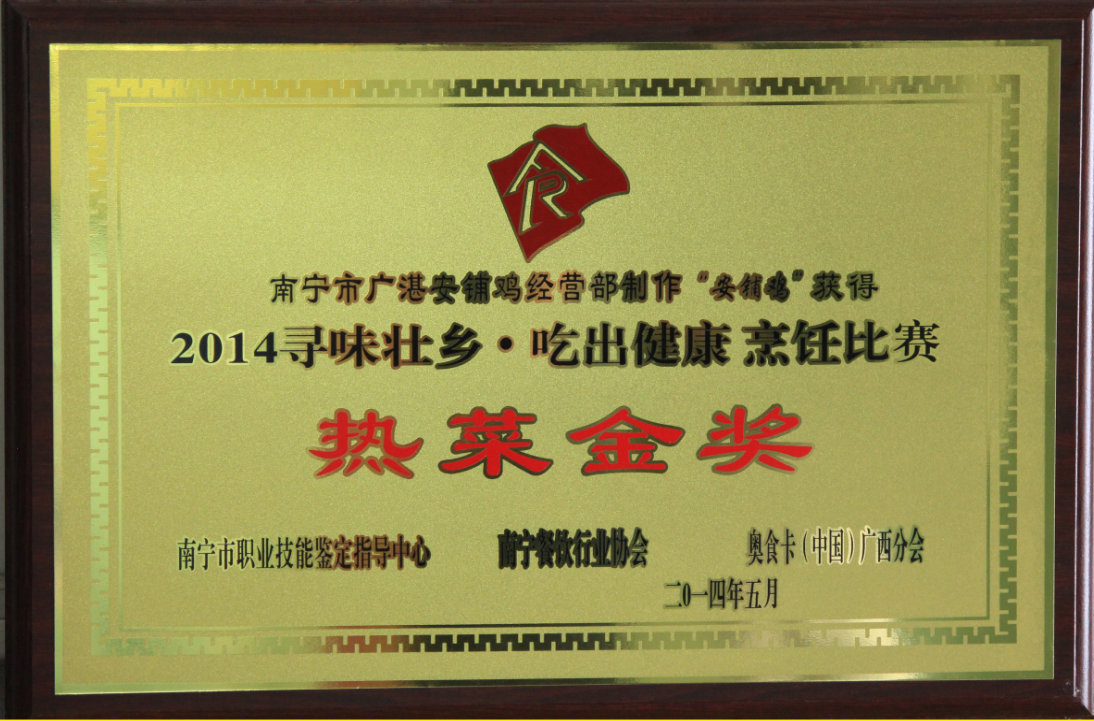 南宁市广湛安铺鸡经营部制作“安铺鸡”获得
2014寻味壮乡·吃出健康 烹饪比赛
热菜金奖
南宁市职业技能鉴定指导中心 南宁餐饮行业协会 奥食卡（中国）广西分会
二0一四年五月